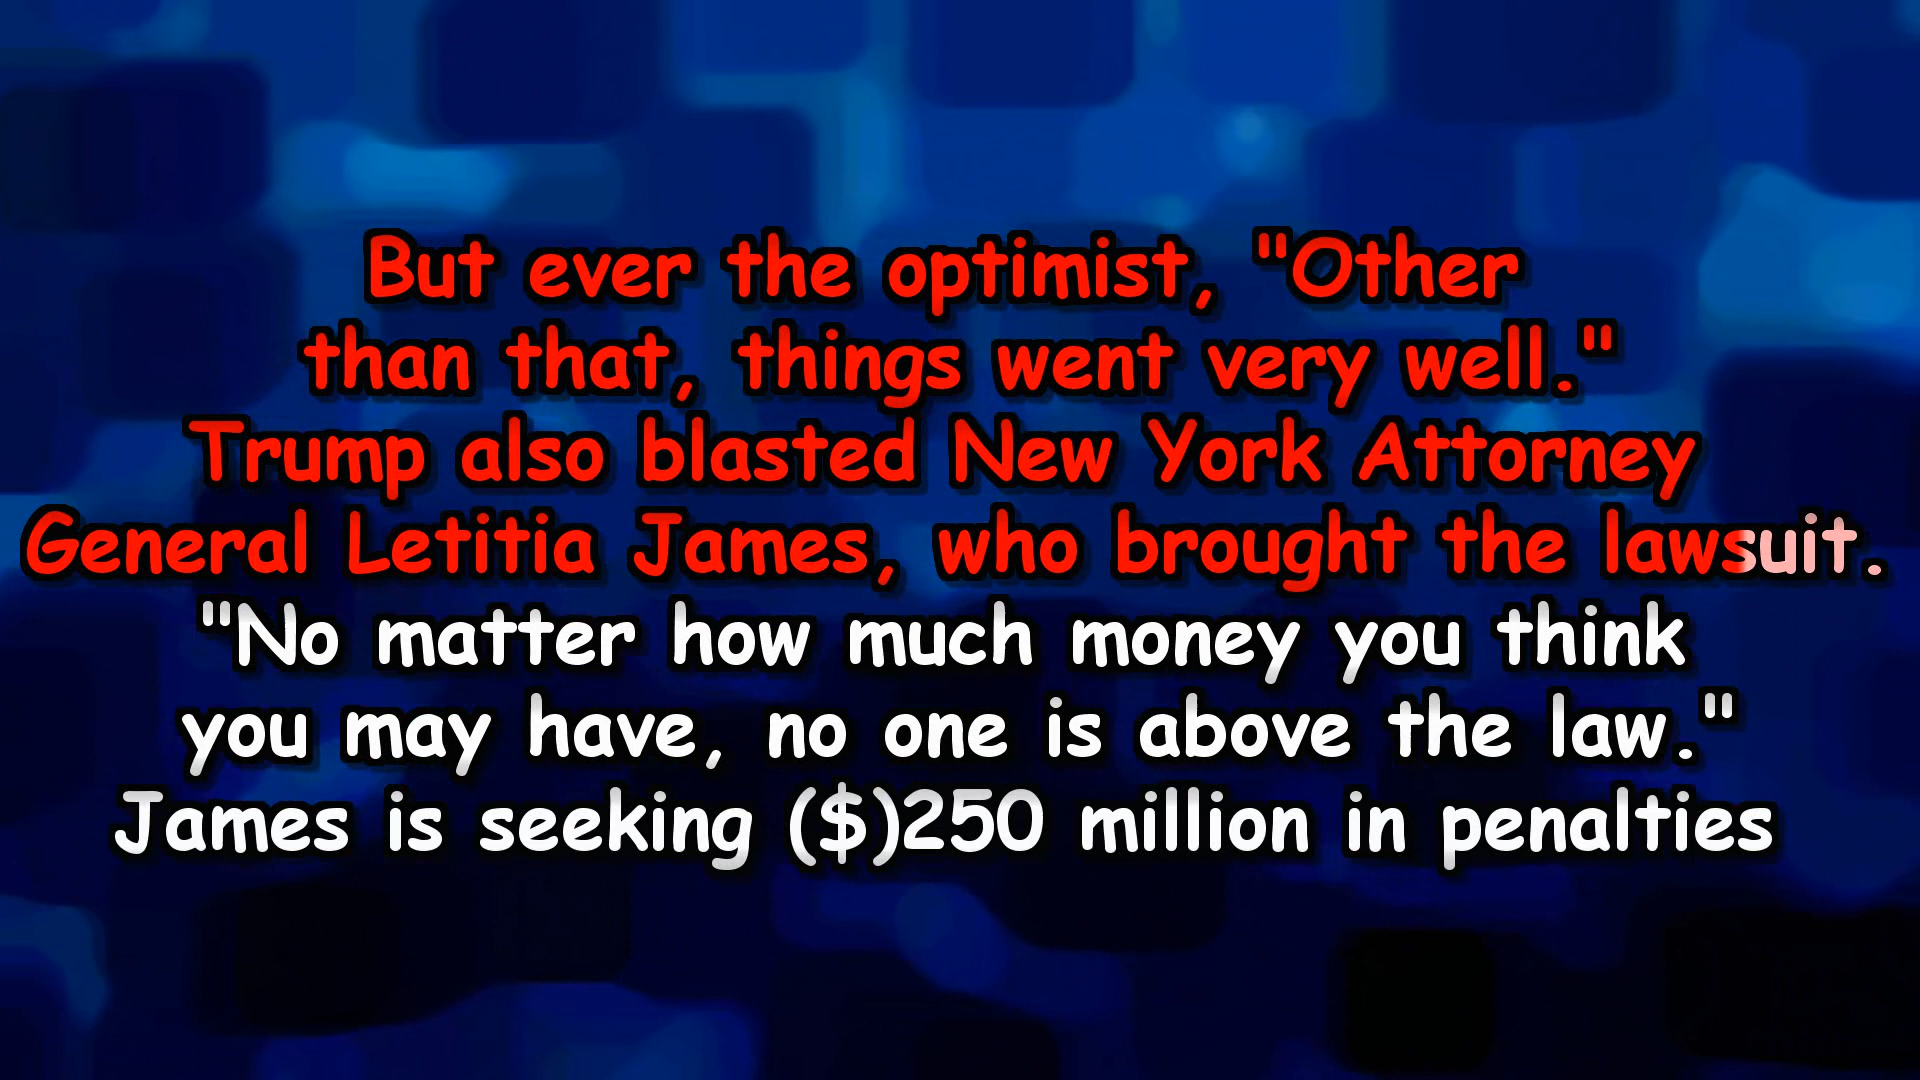 But ever the optimist, "Other
than that, things went very well."
Trump also blasted New York Attorney
General Letitia James, who brought the lawsuit.
"No matter how much money you think
you may have, no one is above the law."
James is seeking ($)250 million in penalties